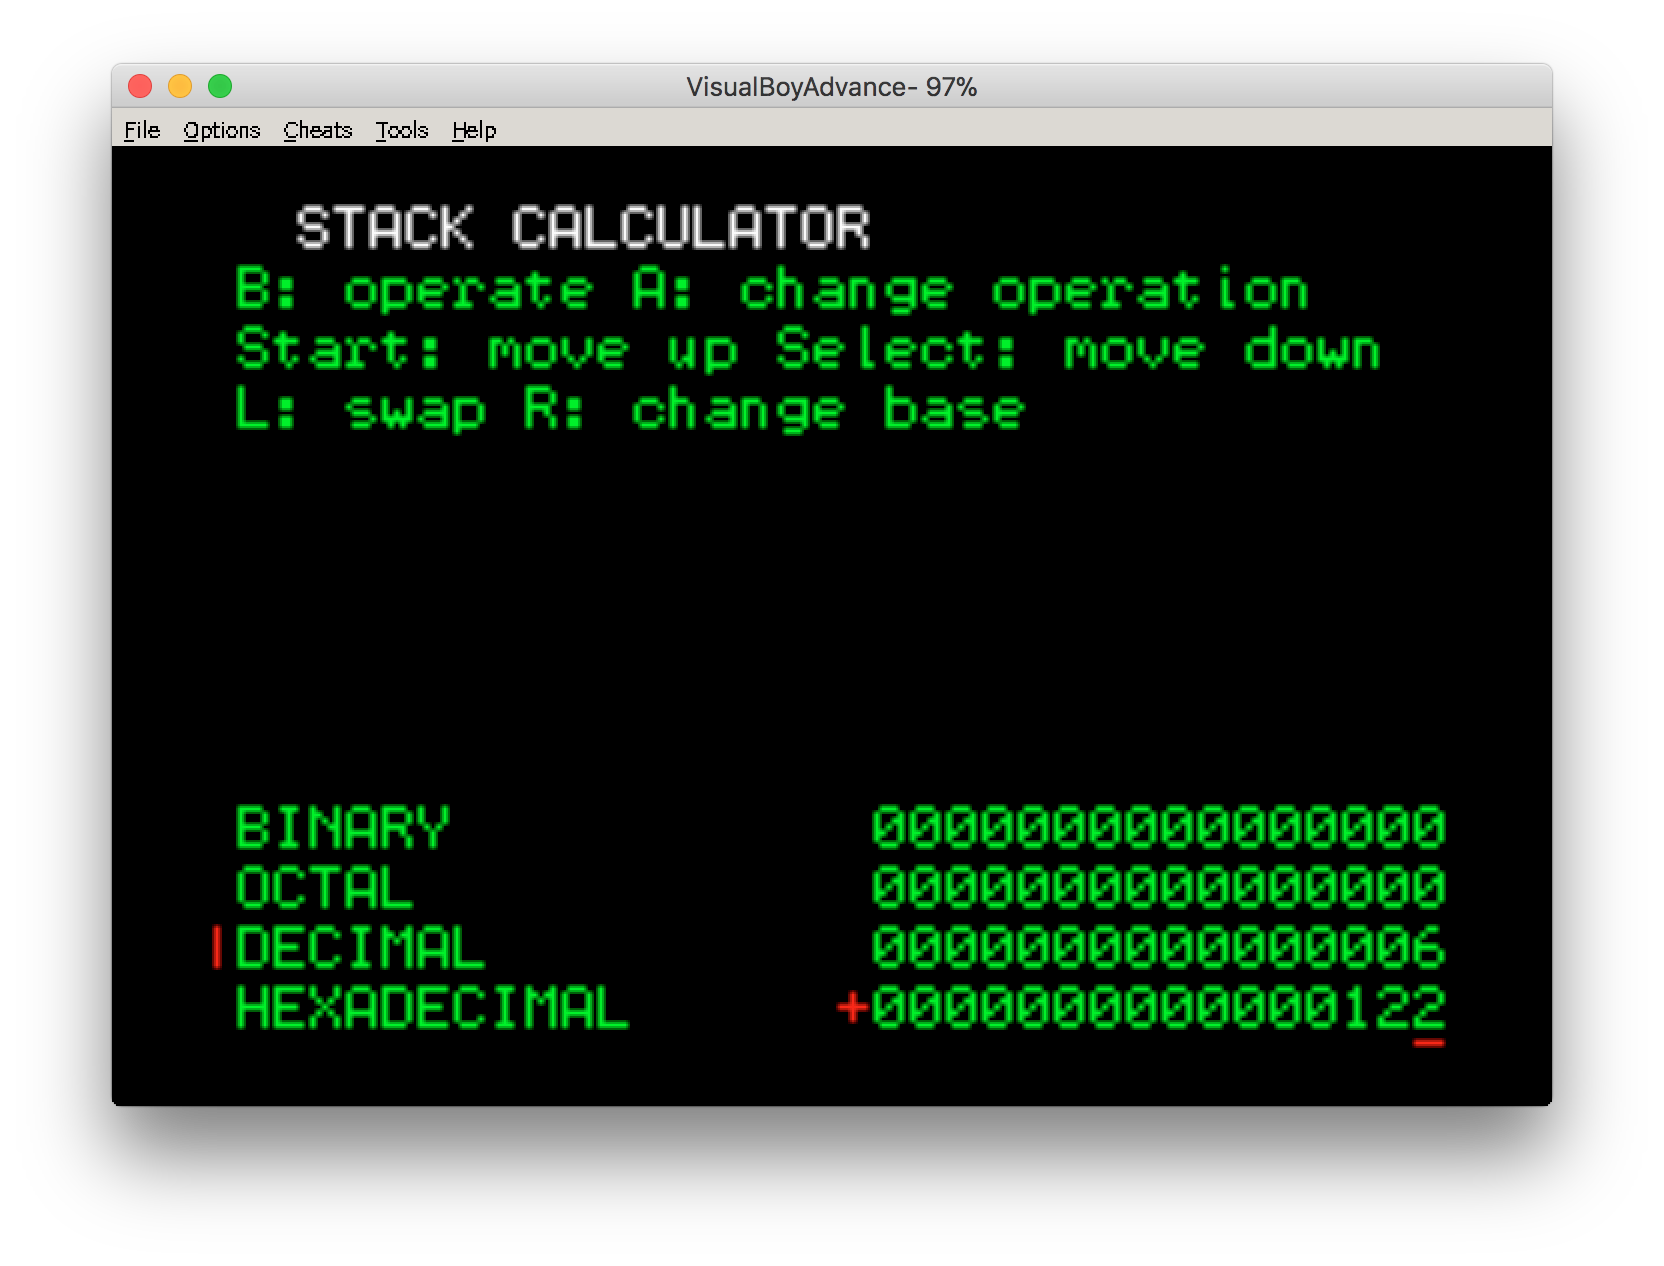 VisualBoyAdvance- 97%
File Options Cheats Tools Help
STACK CALCULATOR
B: operate A: change operation
Start: move up Select: move down
L: swap R: change base
BINARY 0000000000000000
OCTAL 0000000000000000
|DECIMAL 0000000000000006
HEXADECIMAL +0000000000000122